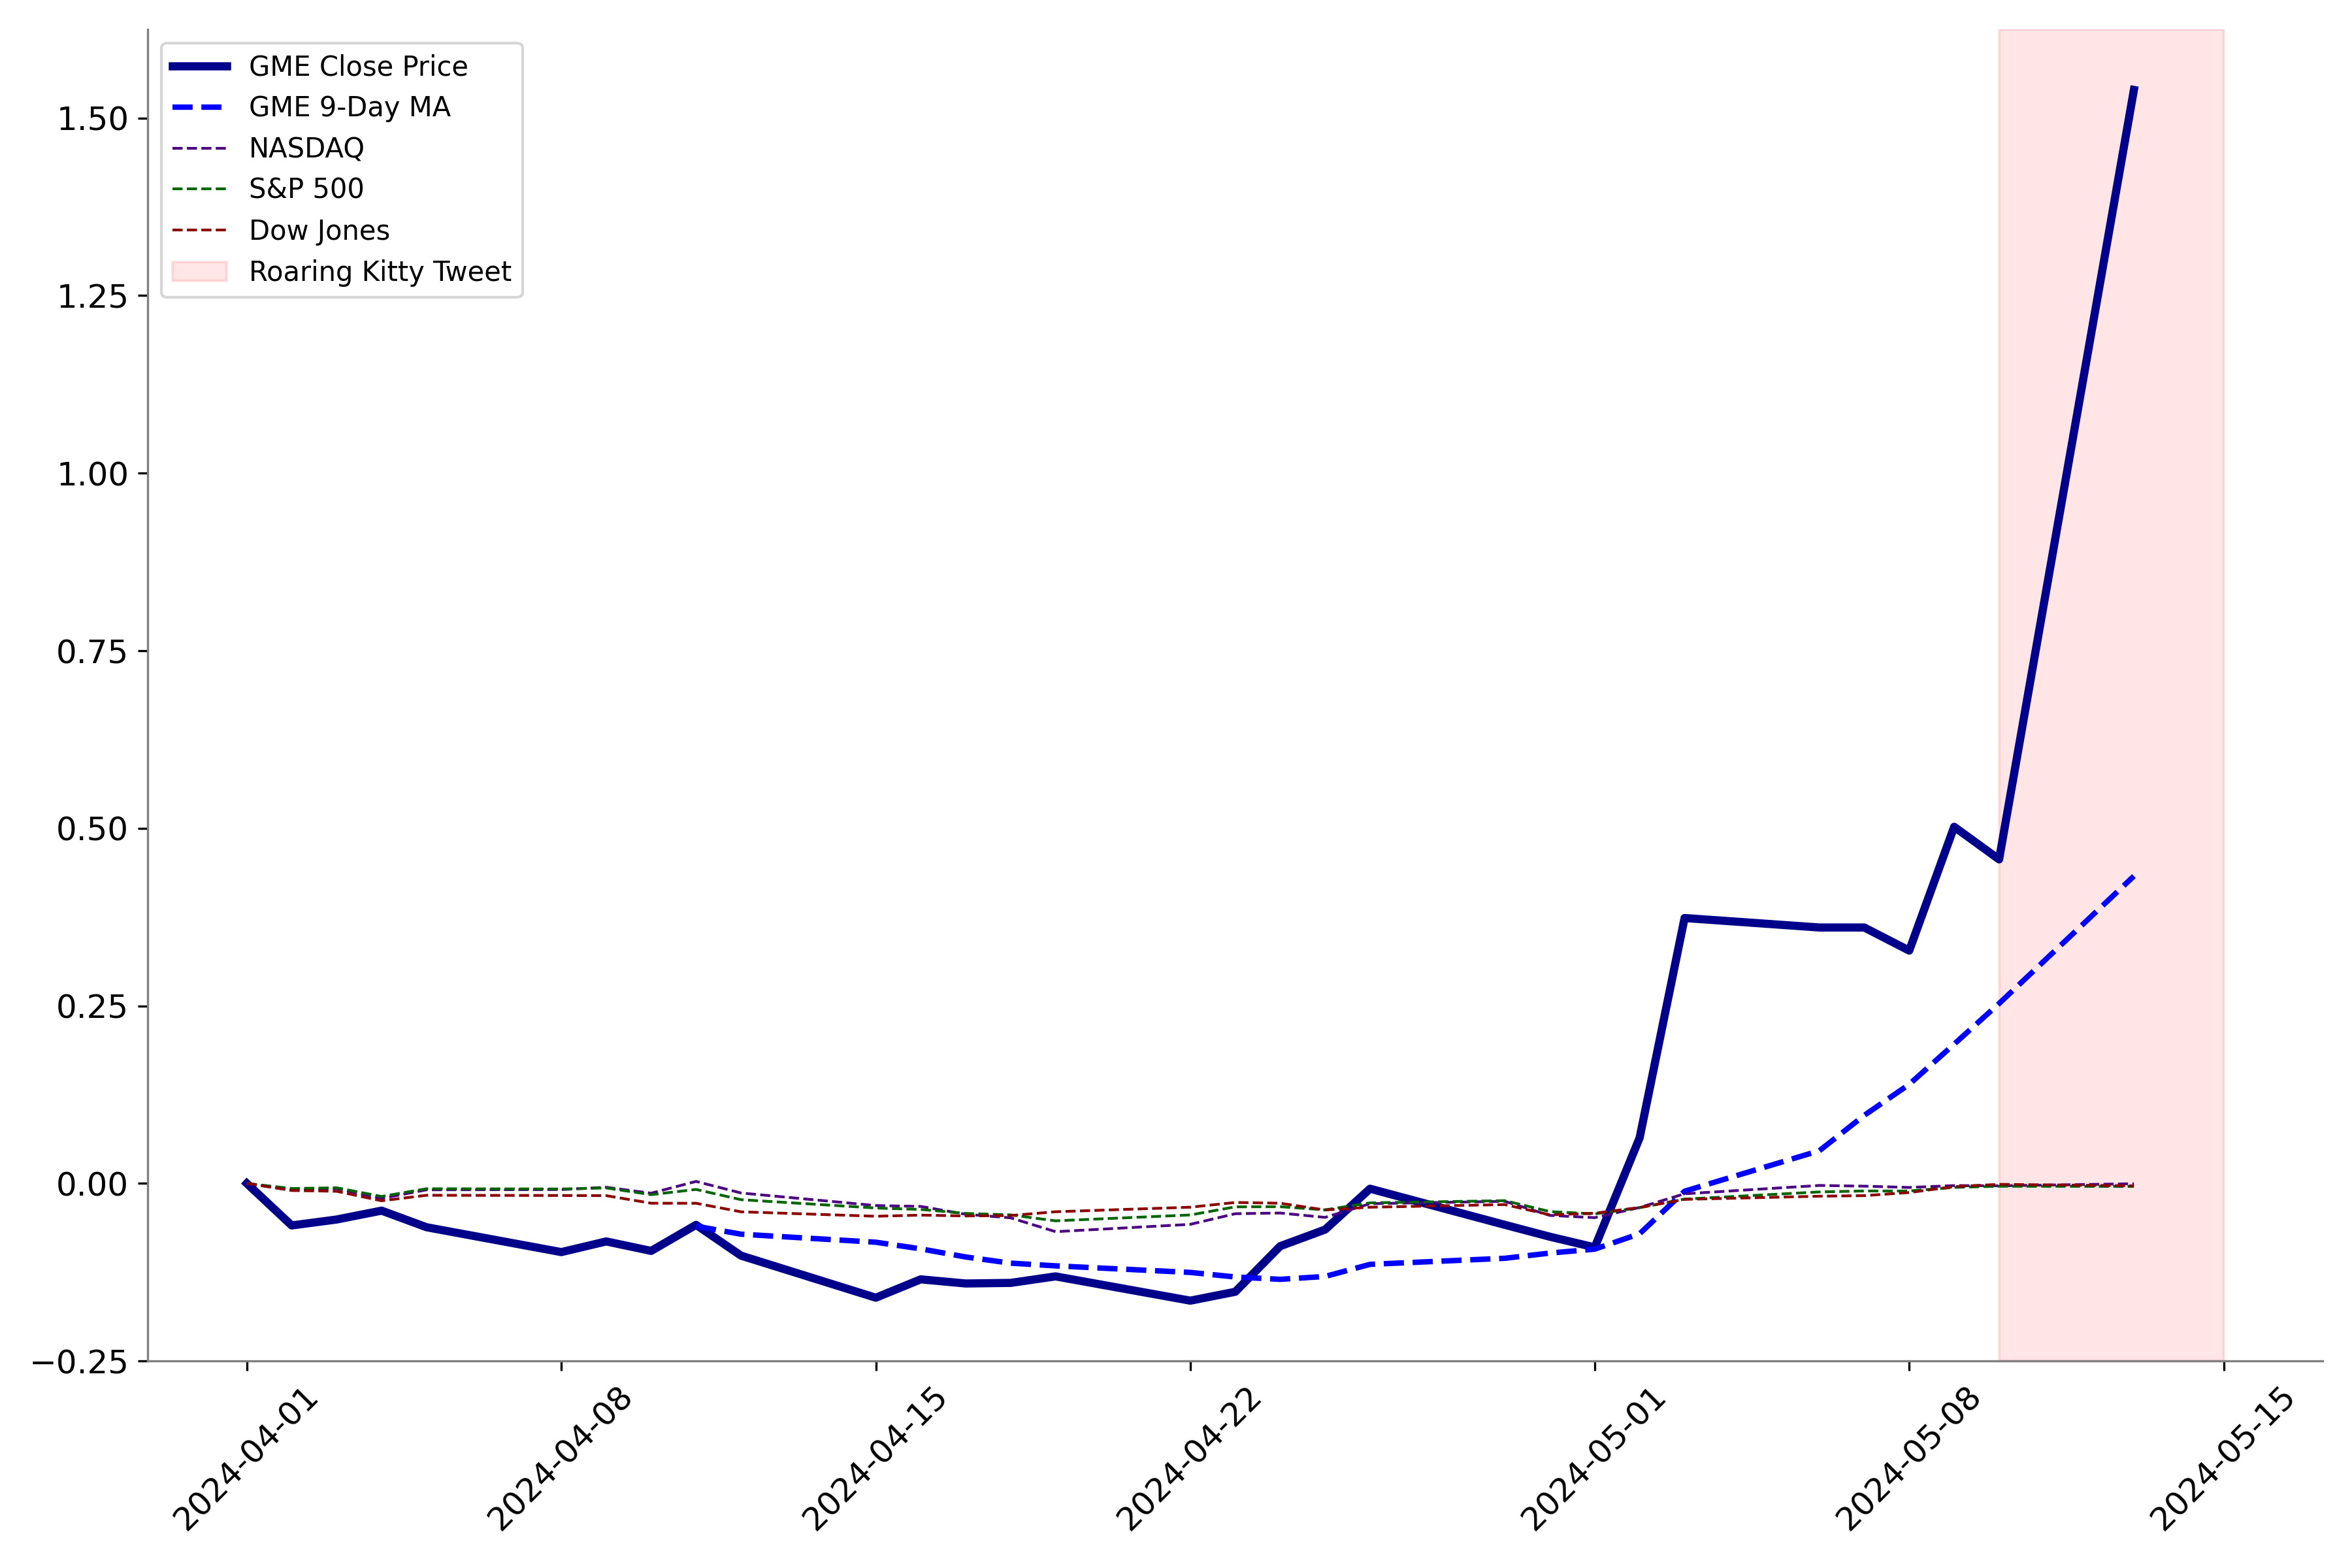 GME Close Price
GME 9-Day MA
NASDAQ
S&P 500
Dow Jones
Roaring Kitty Tweet
1.50
1.25
1.00
0.75
0.50
0.25
0.00
−0.25
2024-04-01
2024-04-08
2024-04-15
2024-04-22
2024-05-01
2024-05-08
2024-05-15